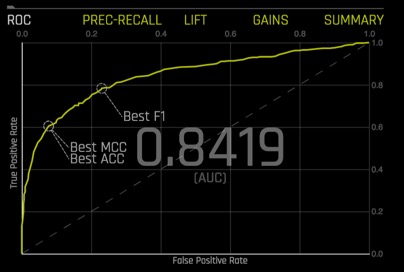 ROC PREC-RECALL LIFT GAINS SUMMARY
0.0 0.2 0.4 0.6 0.8 1.0
1.0
0.8
Best F1
0.6
Best MCC
Best ACC
0.8419
(AUC)
0.4
0.2
0.0
True Positive Rate
False Positive Rate